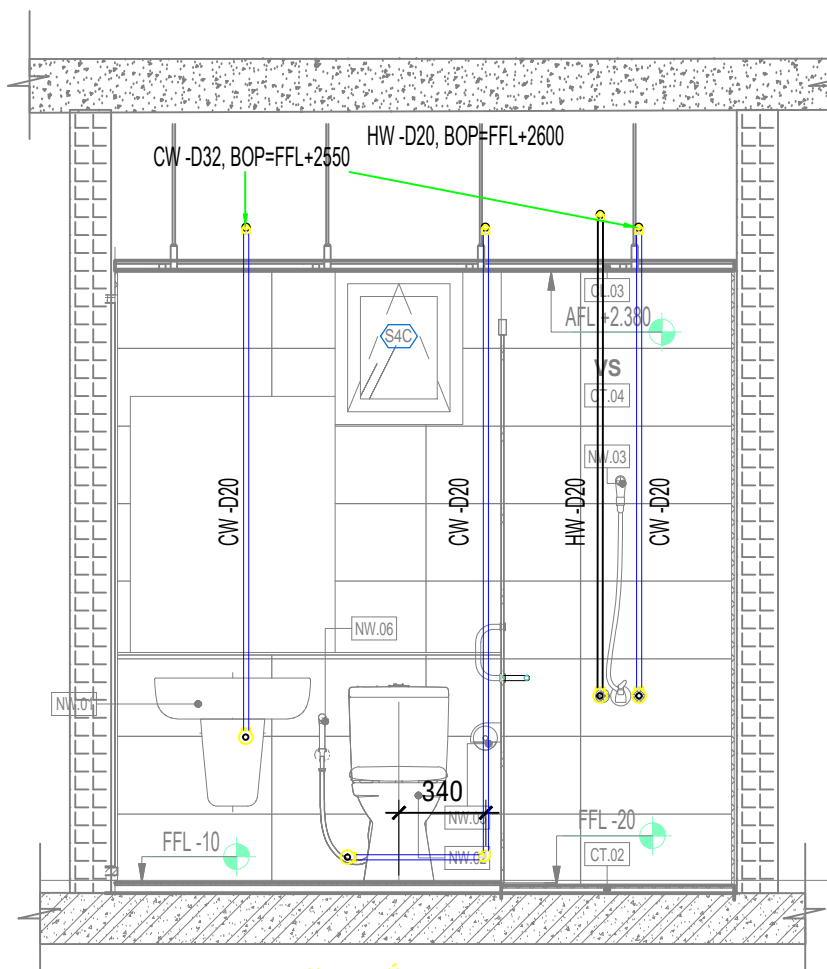 HW -D20, BOP=FFL+2600
CW -D32, BOP=FFL+2550
CL.03
AFL +2.380
S4C
VS
CT.04
NW.03
CW -D20
CW -D20
HW -D20
CW -D20
NW.06
NW.01
340
FFL -10
NW.02
FFL -20
CT.02